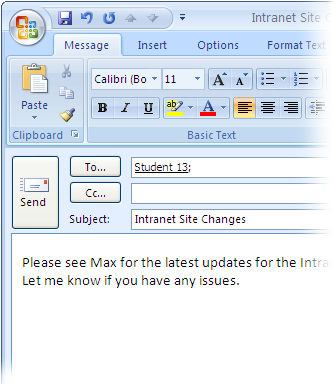 Intranet Site
Message Insert Options Format Text
Calibri (Bo 11
Paste
B I U ab A
Clipboard Basic Text
To... Student 13;
Cc...
Send
Subject: Intranet Site Changes
Please see Max for the latest updates for the Intra
Let me know if you have any issues.